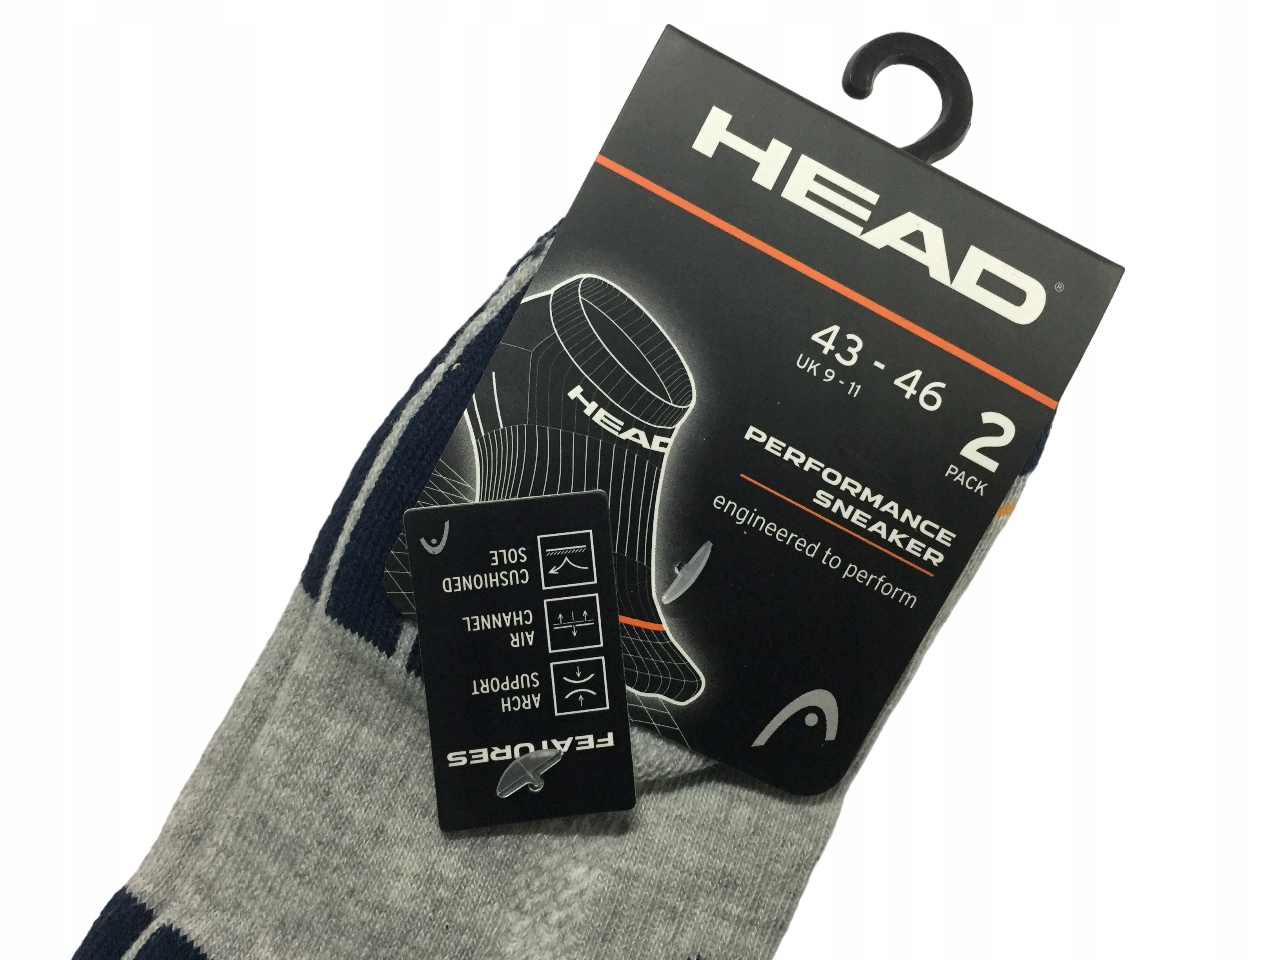 HEAD®
43 - 46
UK 9 - 11
2
PACK
PERFORMANCE
SNEAKER
engineered to perform
HEAD
FEATURES
ARCH
SUPPORT
AIR
CHANNEL
CUSHIONED
SOLE